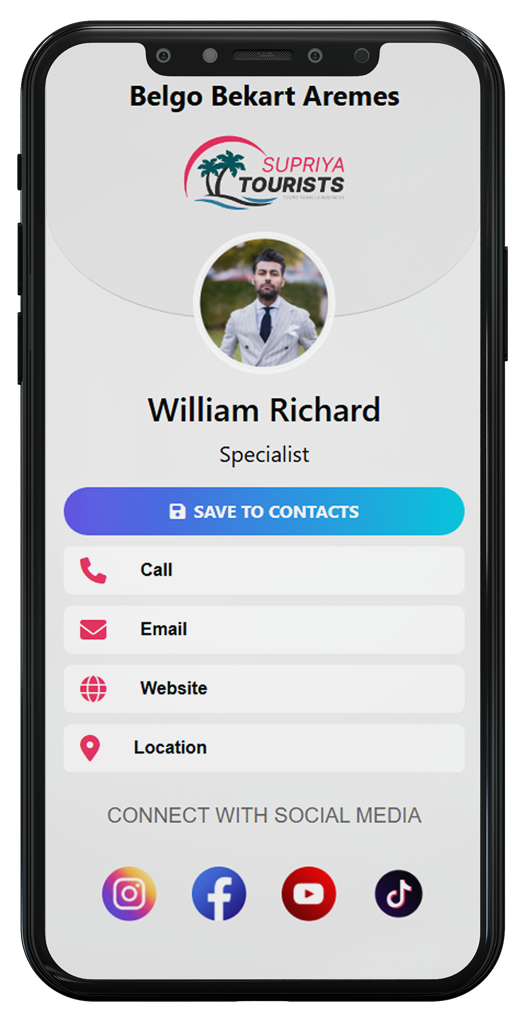 Belgo Bekart Aremes
SUPRIYA
TOURISTS
William Richard
Specialist
SAVE TO CONTACTS
Call
Email
Website
Location
CONNECT WITH SOCIAL MEDIA